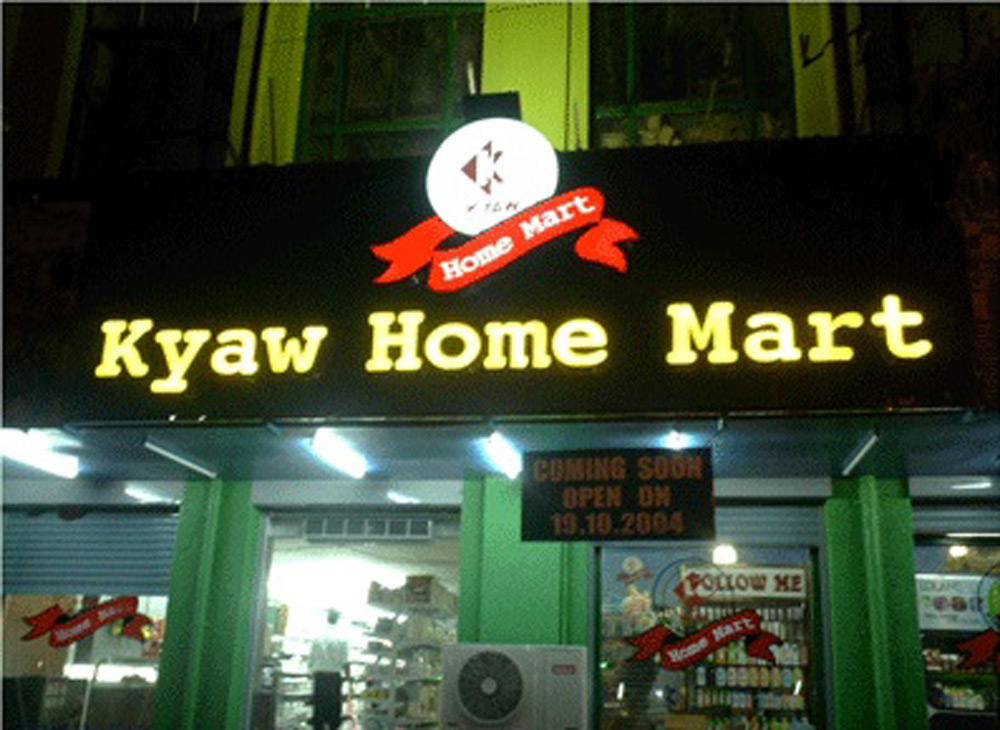 K
KYAW
Home Mart
Kyaw Home Mart
COMING SOON
OPEN ON
19.10.2004
FOLLOW ME
Home Mart
Home Mart